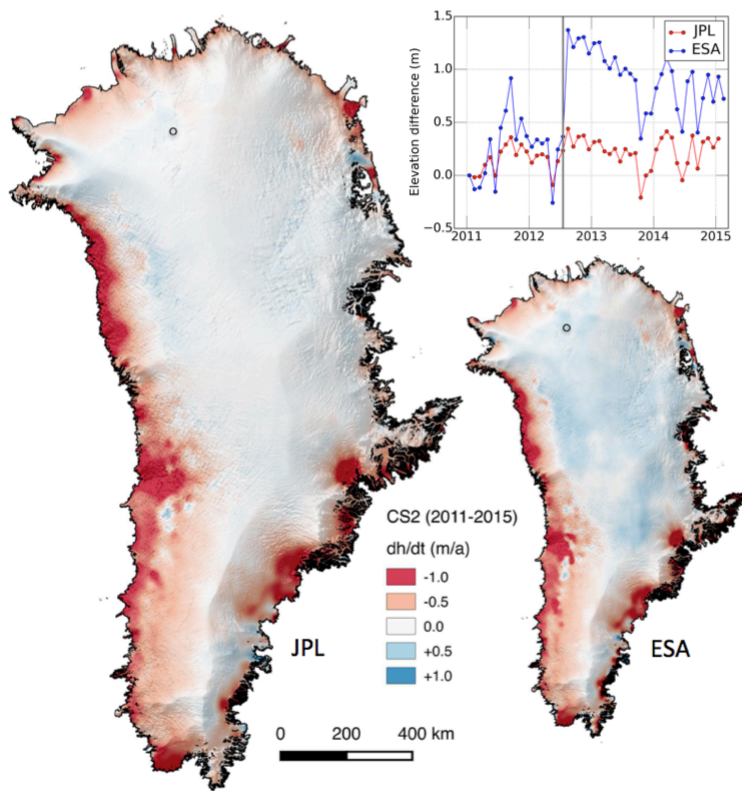 1.5
JPL
ESA
1.0
0.5
0.0
−0.5
Elevation difference (m)
2011 2012 2013 2014 2015
CS2 (2011-2015)
dh/dt (m/a)
-1.0
-0.5
0.0
+0.5
+1.0
JPL
ESA
0 200 400 km